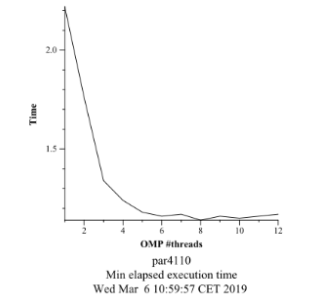 2.0
Time
1.5
2 4 6 8 10 12
OMP #threads
par4110
Min elapsed execution time
Wed Mar 6 10:59:57 CET 2019